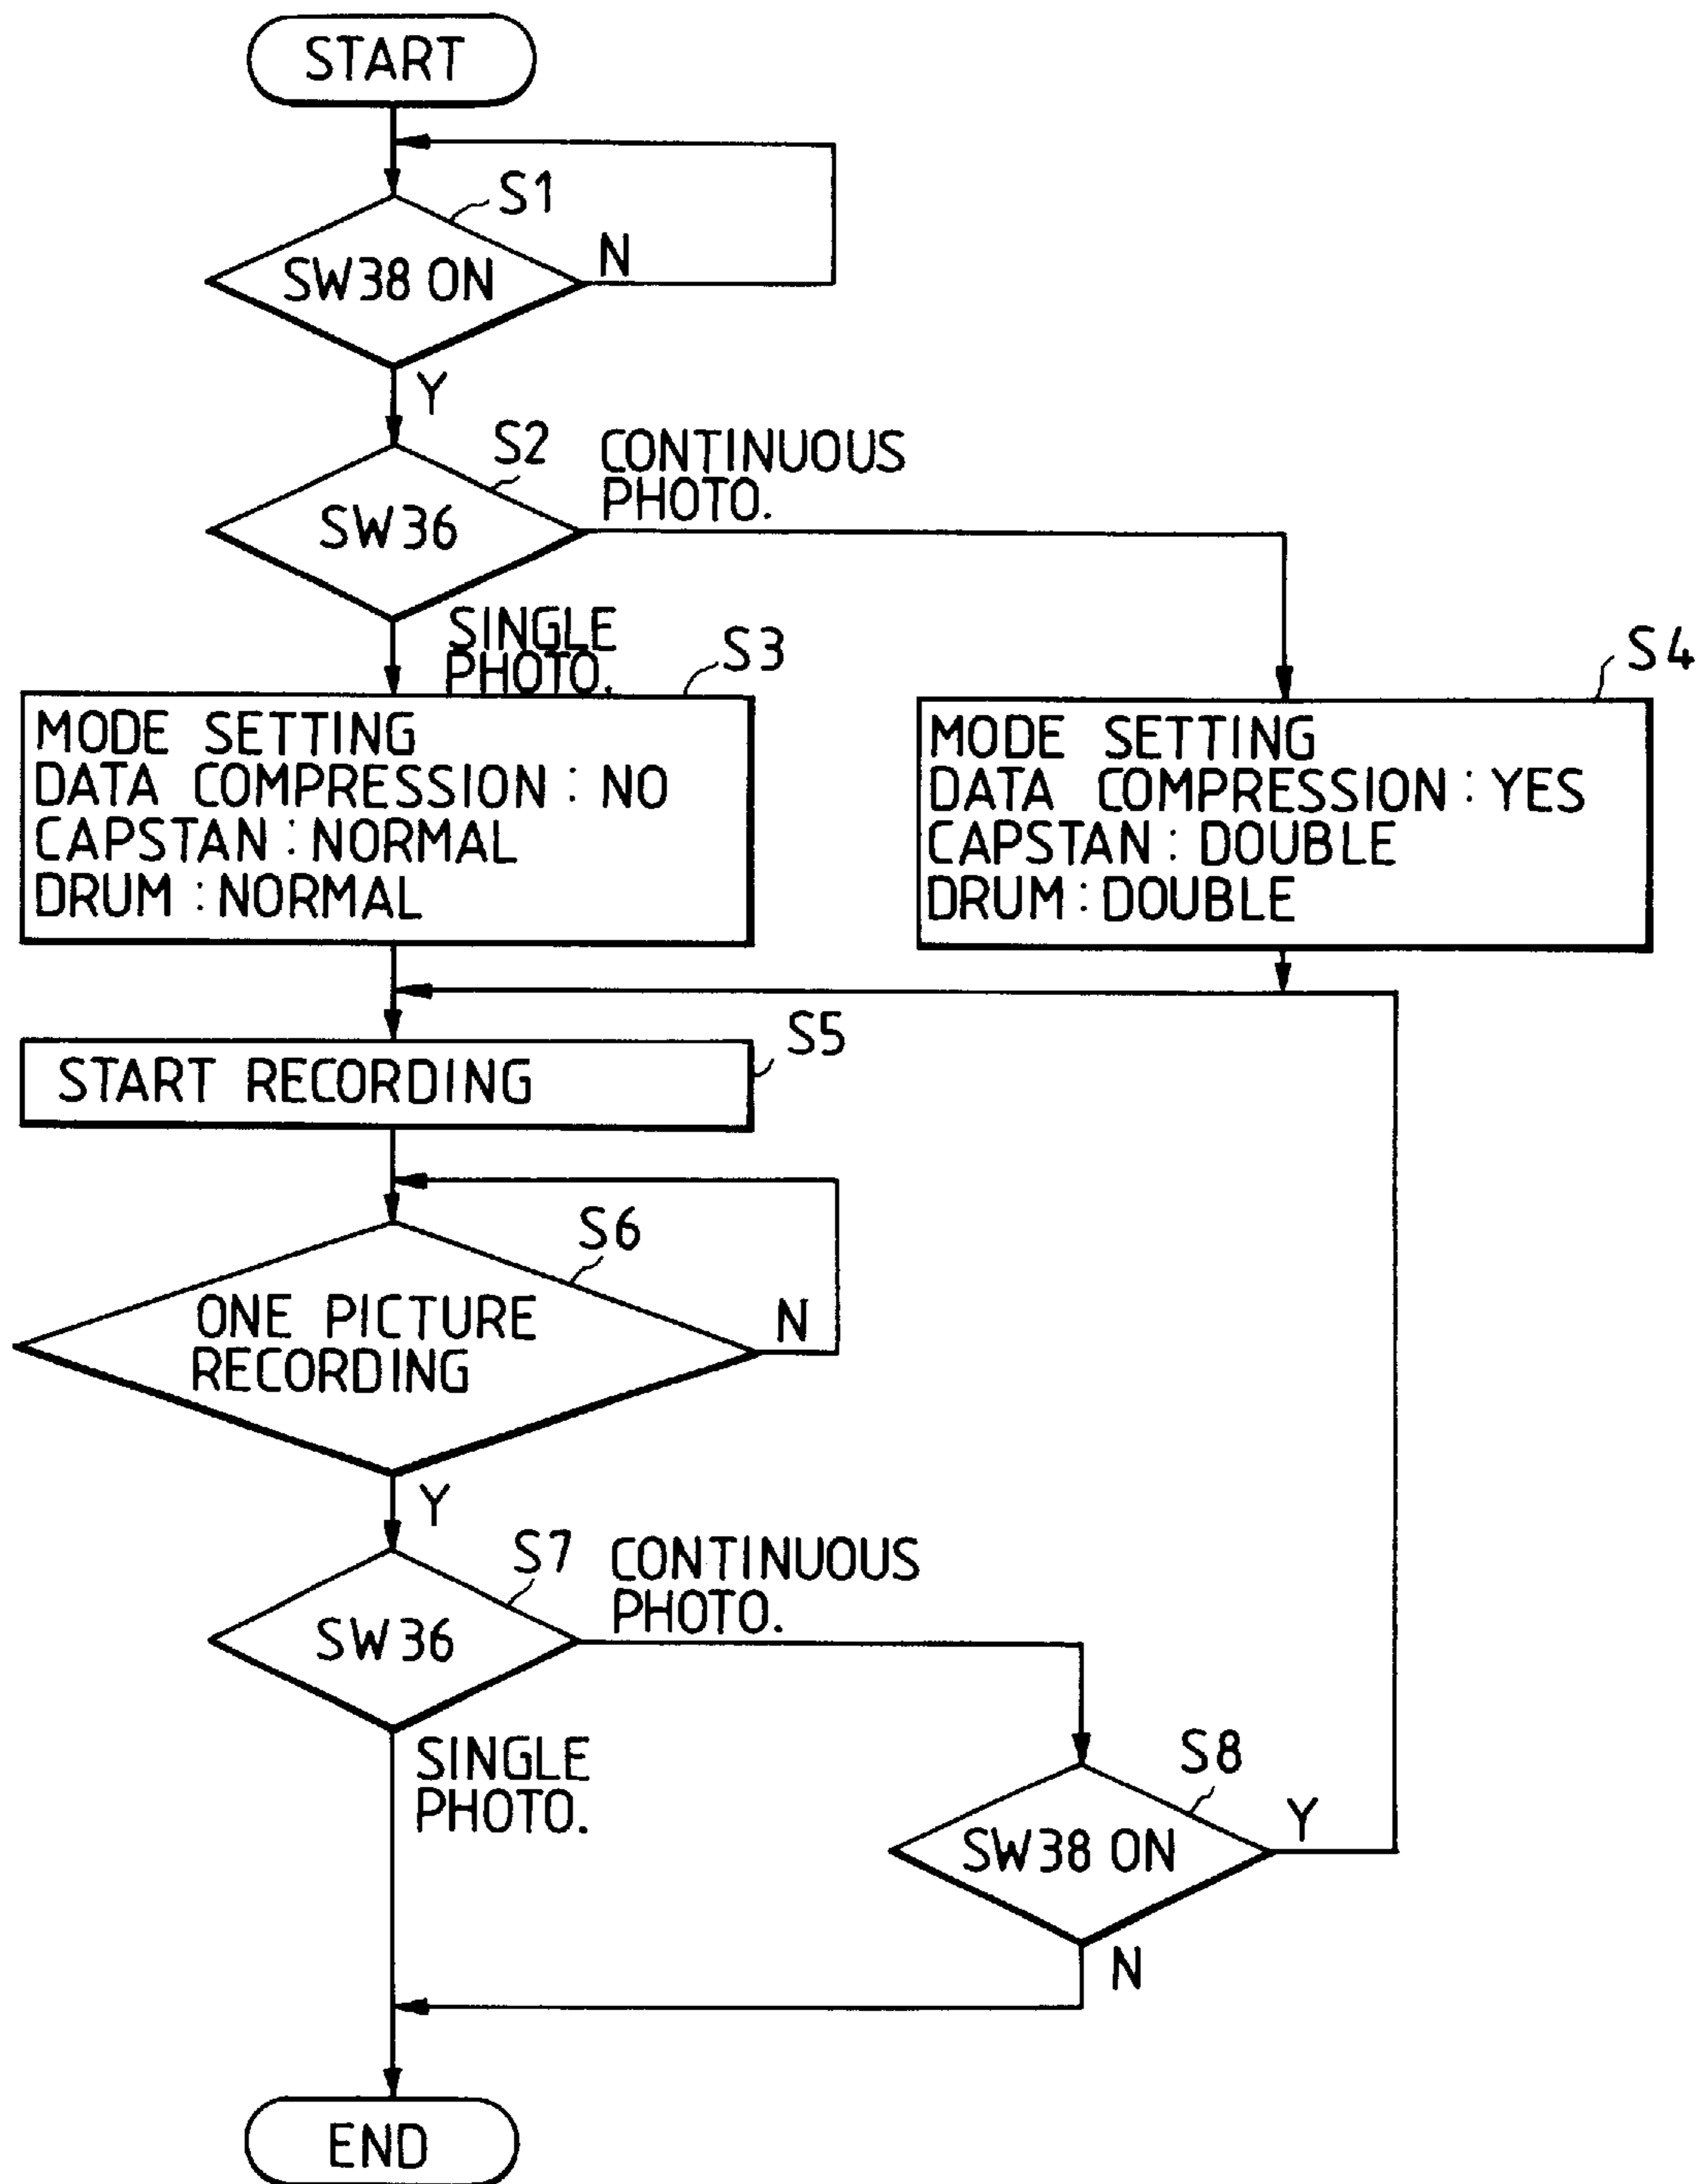 START
S1
SW38 ON
N
Y
S2
CONTINUOUS
PHOTO.
SW36
SINGLE
PHOTO.
S3
S4
MODE SETTING
DATA COMPRESSION : NO
CAPSTAN : NORMAL
DRUM : NORMAL
MODE SETTING
DATA COMPRESSION : YES
CAPSTAN : DOUBLE
DRUM : DOUBLE
S5
START RECORDING
S6
ONE PICTURE
RECORDING
N
Y
S7
CONTINUOUS
PHOTO.
SW36
SINGLE
PHOTO.
S8
SW38 ON
Y
N
END